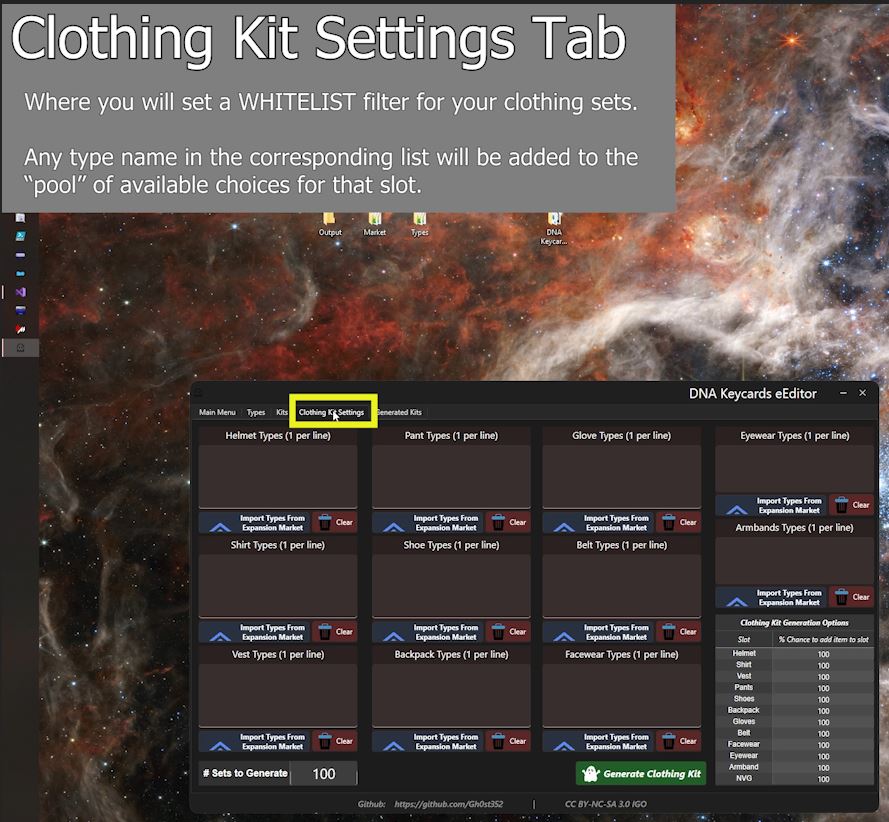 Clothing Kit Settings Tab
Where you will set a WHITELIST filter for your clothing sets.
Any type name in the corresponding list will be added to the
“pool” of available choices for that slot.
Output
Market
Types
DNA
Keycar...
DNA Keycards eEditor
Main Menu
Types
Kits
Clothing Kit Settings
Generated Kits
Helmet Types (1 per line)
Pant Types (1 per line)
Glove Types (1 per line)
Eyewear Types (1 per line)
Import Types From
Expansion Market
Clear
Import Types From
Expansion Market
Clear
Import Types From
Expansion Market
Clear
Import Types From
Expansion Market
Clear
Armbands Types (1 per line)
Shirt Types (1 per line)
Shoe Types (1 per line)
Belt Types (1 per line)
Import Types From
Expansion Market
Clear
Import Types From
Expansion Market
Clear
Import Types From
Expansion Market
Clear
Import Types From
Expansion Market
Clear
Vest Types (1 per line)
Backpack Types (1 per line)
Facewear Types (1 per line)
Import Types From
Expansion Market
Clear
Import Types From
Expansion Market
Clear
Import Types From
Expansion Market
Clear
Clothing Kit Generation Options
Slot % Chance to add item to slot
Helmet 100
Shirt 100
Vest 100
Pants 100
Shoes 100
Backpack 100
Gloves 100
Belt 100
Facewear 100
Eyewear 100
Armband 100
NVG 100
# Sets to Generate 100
Generate Clothing Kit
Github: https://github.com/Gh0st352 | CC BY-NC-SA 3.0 IGO